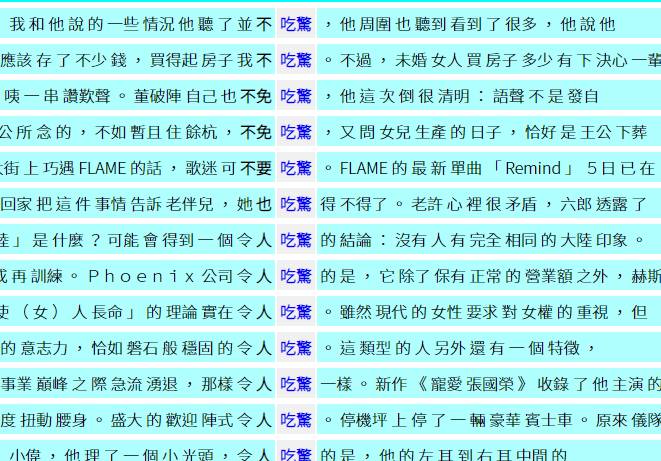 我和他說的一些情況他聽了並不 吃驚 ，他周圍也聽到看到了很多，他說他
應該存了不少錢，買得起房子我不 吃驚 。不過，未婚女人買房子多少有下決心一輩
咦一串讚歎聲。董破陣自己也不免 吃驚 ，他這次倒很清明：語聲不是發自
公所念的，不如暫且住餘杭，不免 吃驚 ，又問女兒生產的日子，恰好是王公下葬
街上巧遇FLAME的話，歌迷可不要 吃驚 。FLAME的最新單曲「Remind」５日已在
回家把這件事情告訴老伴兒，她也 吃驚 得不得了。老許心裡很矛盾，六郎透露了
陸」是什麼？可能會得到一個令人 吃驚 的結論：沒有人有完全相同的大陸印象。
或再訓練。Ｐｈｏｅｎｉｘ公司令人 吃驚 的是，它除了保有正常的營業額之外，赫斯
使（女）人長命」的理論實在令人 吃驚 。雖然現代的女性要求對女權的重視，但
的意志力，恰如磐石般穩固的令人 吃驚 。這類型的人另外還有一個特徵，
事業巔峰之際急流湧退，那樣令人 吃驚 一樣。新作《寵愛張國榮》收錄了他主演的
度扭動腰身。盛大的歡迎陣式令人 吃驚 。停機坪上停了一輛豪華賓士車。原來儀隊
小偉，他理了一個小光頭，令人 吃驚 的是，他的左耳到右耳中間的